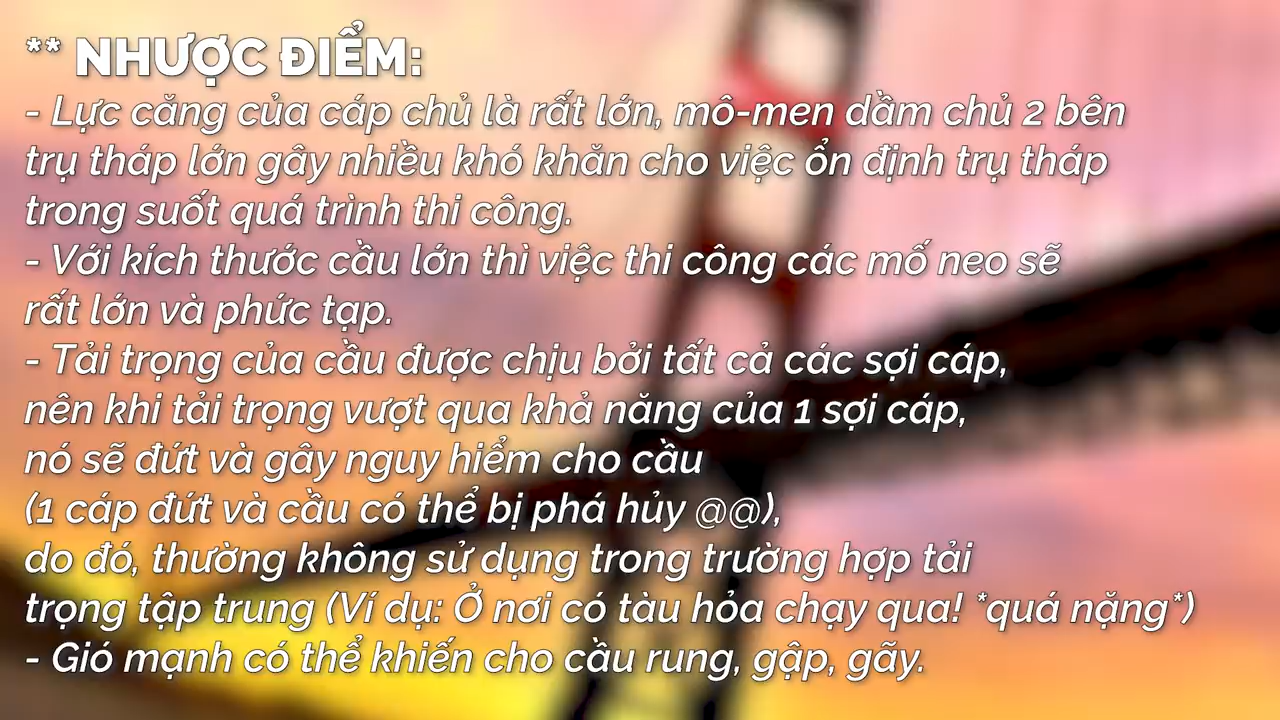 ** NHƯỢC ĐIỂM:
- Lực căng của cáp chủ là rất lớn, mô-men dầm chủ 2 bên
trụ tháp lớn gây nhiều khó khăn cho việc ổn định trụ tháp
trong suốt quá trình thi công.
- Với kích thước cầu lớn thì việc thi công các mố neo sẽ
rất lớn và phức tạp.
- Tải trọng của cầu được chịu bởi tất cả các sợi cáp,
nên khi tải trọng vượt qua khả năng của 1 sợi cáp,
nó sẽ đứt và gây nguy hiểm cho cầu
(1 cáp đứt và cầu có thể bị phá hủy @@),
do đó, thường không sử dụng trong trường hợp tải
trọng tập trung (Ví dụ: Ở nơi có tàu hỏa chạy qua! *quá nặng*)
- Gió mạnh có thể khiến cho cầu rung, gập, gãy.